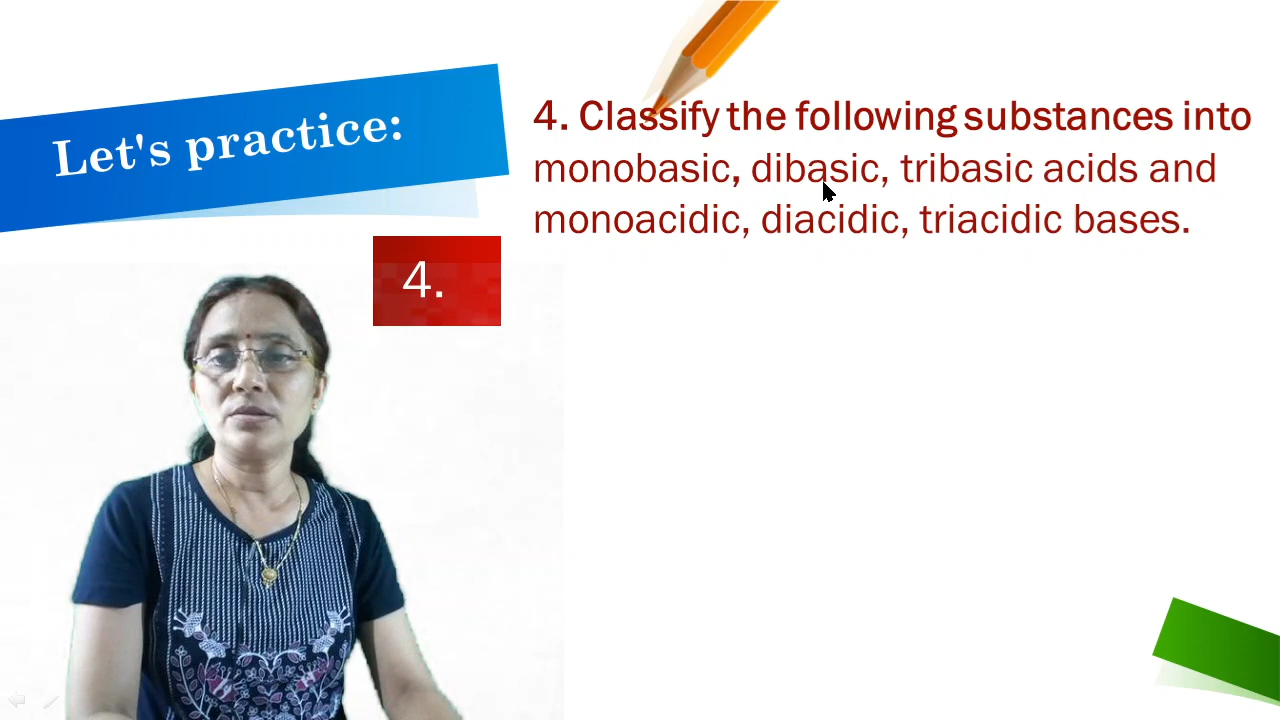 Let's practice:
4. Classify the following substances into
monobasic, dibasic, tribasic acids and
monoacidic, diacidic, triacidic bases.
4.